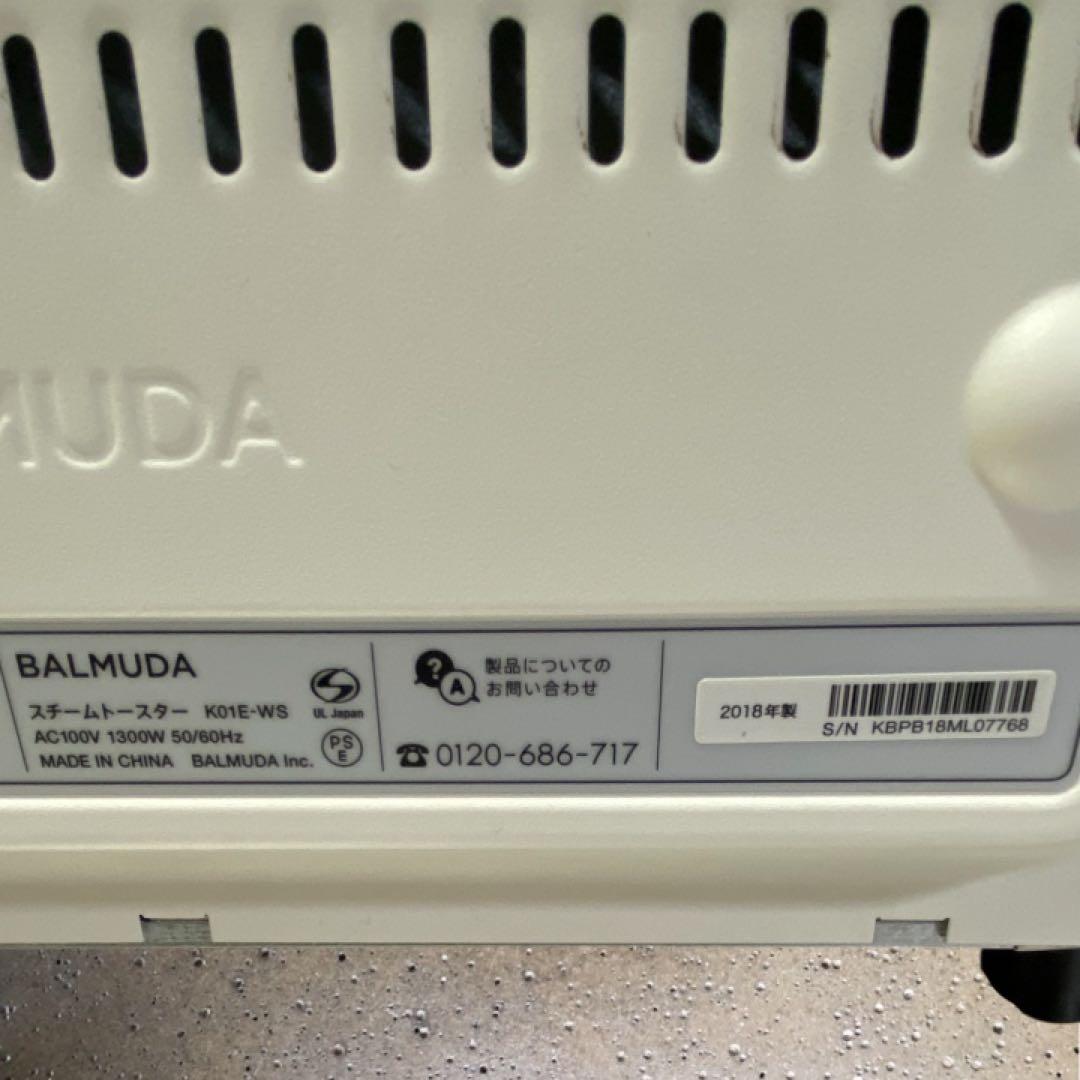 MUDA
BALMUDA
スチームトースター K01E-WS
AC100V 1300W 50/60Hz
MADE IN CHINA BALMUDA Inc.
UL Japan
PS
E
? A
製品についての
お問い合わせ
☎0120-686-717
2018年製
S/N KBPB18ML07768